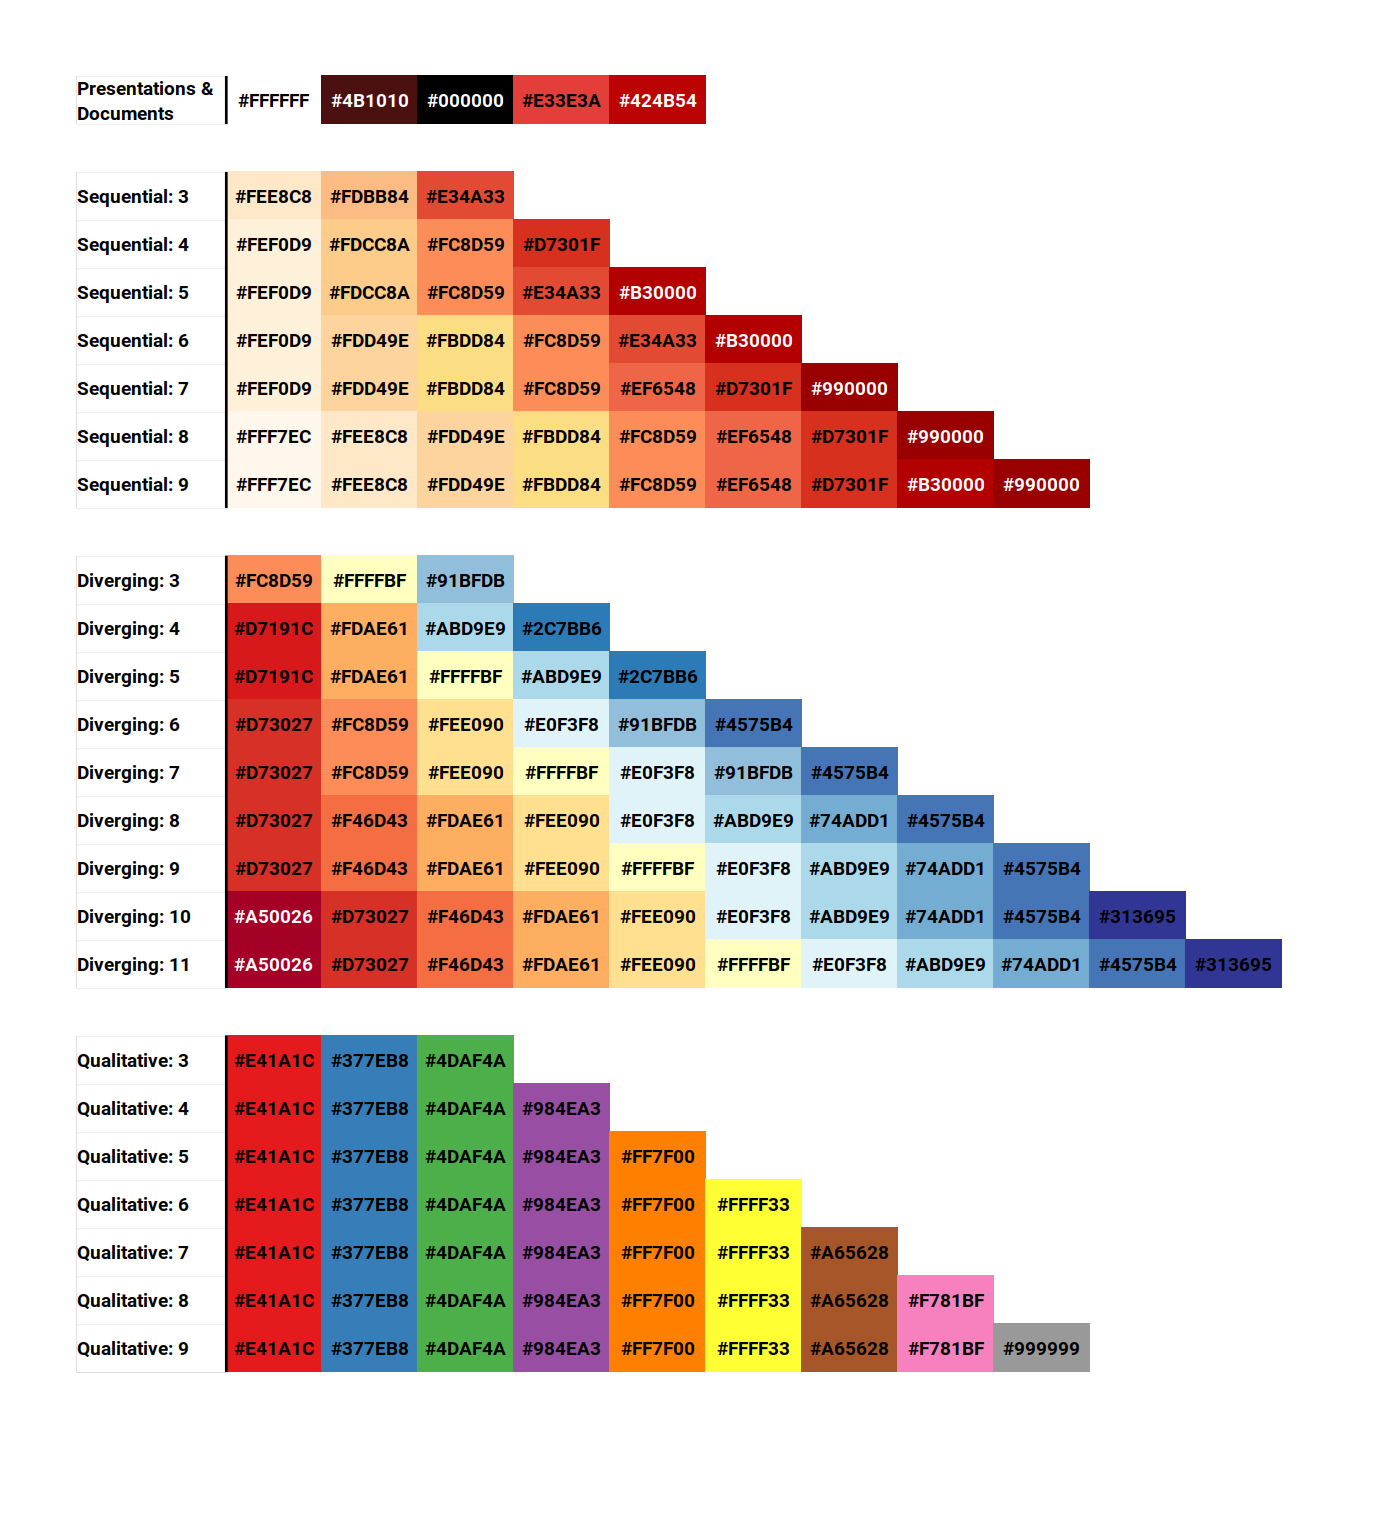 Presentations &
Documents #FFFFFF #4B1010 #000000 #E33E3A #424B54
Sequential: 3 #FEE8C8 #FDBB84 #E34A33
Sequential: 4 #FEF0D9 #FDCC8A #FC8D59 #D7301F
Sequential: 5 #FEF0D9 #FDCC8A #FC8D59 #E34A33 #B30000
Sequential: 6 #FEF0D9 #FDD49E #FBDD84 #FC8D59 #E34A33 #B30000
Sequential: 7 #FEF0D9 #FDD49E #FBDD84 #FC8D59 #EF6548 #D7301F #990000
Sequential: 8 #FFF7EC #FEE8C8 #FDD49E #FBDD84 #FC8D59 #EF6548 #D7301F #990000
Sequential: 9 #FFF7EC #FEE8C8 #FDD49E #FBDD84 #FC8D59 #EF6548 #D7301F #B30000 #990000
Diverging: 3 #FC8D59 #FFFFBF #91BFDB
Diverging: 4 #D7191C #FDAE61 #ABD9E9 #2C7BB6
Diverging: 5 #D7191C #FDAE61 #FFFFBF #ABD9E9 #2C7BB6
Diverging: 6 #D73027 #FC8D59 #FEE090 #E0F3F8 #91BFDB #4575B4
Diverging: 7 #D73027 #FC8D59 #FEE090 #FFFFBF #E0F3F8 #91BFDB #4575B4
Diverging: 8 #D73027 #F46D43 #FDAE61 #FEE090 #E0F3F8 #ABD9E9 #74ADD1 #4575B4
Diverging: 9 #D73027 #F46D43 #FDAE61 #FEE090 #FFFFBF #E0F3F8 #ABD9E9 #74ADD1 #4575B4
Diverging: 10 #A50026 #D73027 #F46D43 #FDAE61 #FEE090 #E0F3F8 #ABD9E9 #74ADD1 #4575B4 #313695
Diverging: 11 #A50026 #D73027 #F46D43 #FDAE61 #FEE090 #FFFFBF #E0F3F8 #ABD9E9 #74ADD1 #4575B4 #313695
Qualitative: 3 #E41A1C #377EB8 #4DAF4A
Qualitative: 4 #E41A1C #377EB8 #4DAF4A #984EA3
Qualitative: 5 #E41A1C #377EB8 #4DAF4A #984EA3 #FF7F00
Qualitative: 6 #E41A1C #377EB8 #4DAF4A #984EA3 #FF7F00 #FFFF33
Qualitative: 7 #E41A1C #377EB8 #4DAF4A #984EA3 #FF7F00 #FFFF33 #A65628
Qualitative: 8 #E41A1C #377EB8 #4DAF4A #984EA3 #FF7F00 #FFFF33 #A65628 #F781BF
Qualitative: 9 #E41A1C #377EB8 #4DAF4A #984EA3 #FF7F00 #FFFF33 #A65628 #F781BF #999999